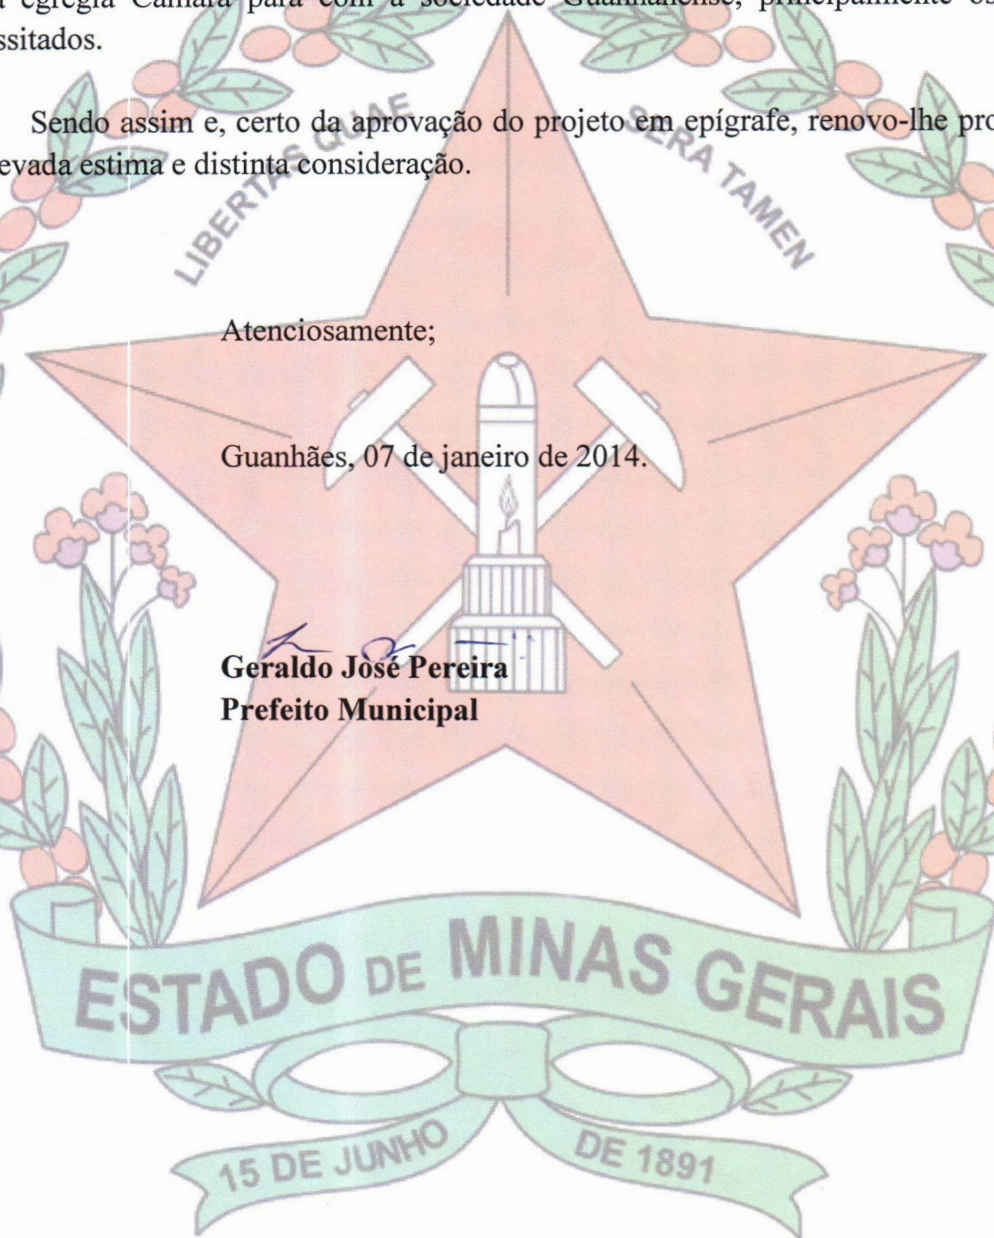 egrégia Câmara para com a sociedade Guanhanense, principalmente os
ssitados.
Sendo assim e, certo da aprovação do projeto em epígrafe, renovo-lhe pro
evada estima e distinta consideração.
LIBERTAS QUAE SERA TAMEN
Atenciosamente;
Guanhães, 07 de janeiro de 2014.
Geraldo José Pereira
Prefeito Municipal
ESTADO DE MINAS GERAIS
15 DE JUNHO DE 1891